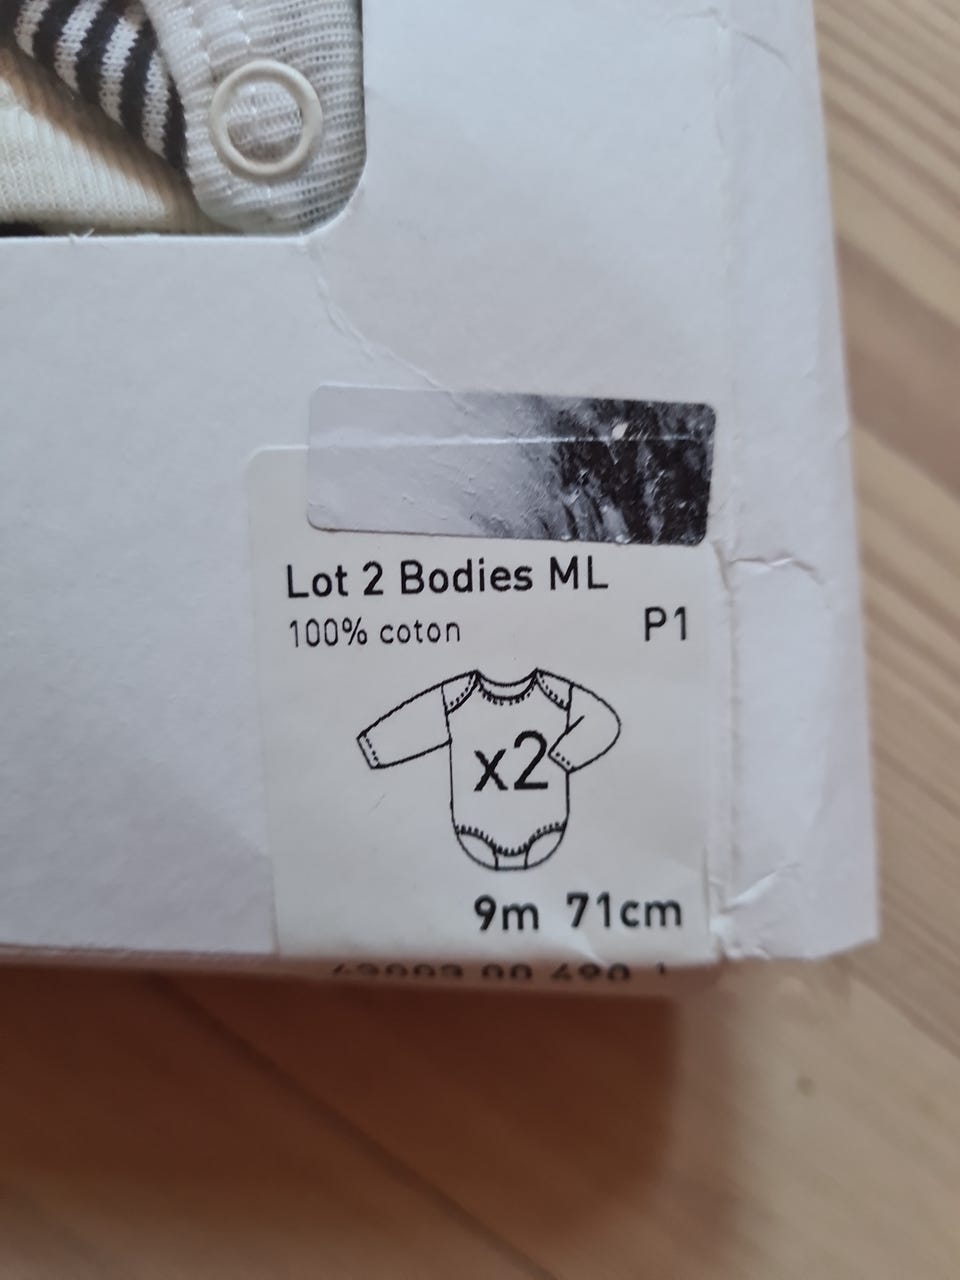 Lot 2 Bodies ML
100% coton
P1
x2
9m 71cm